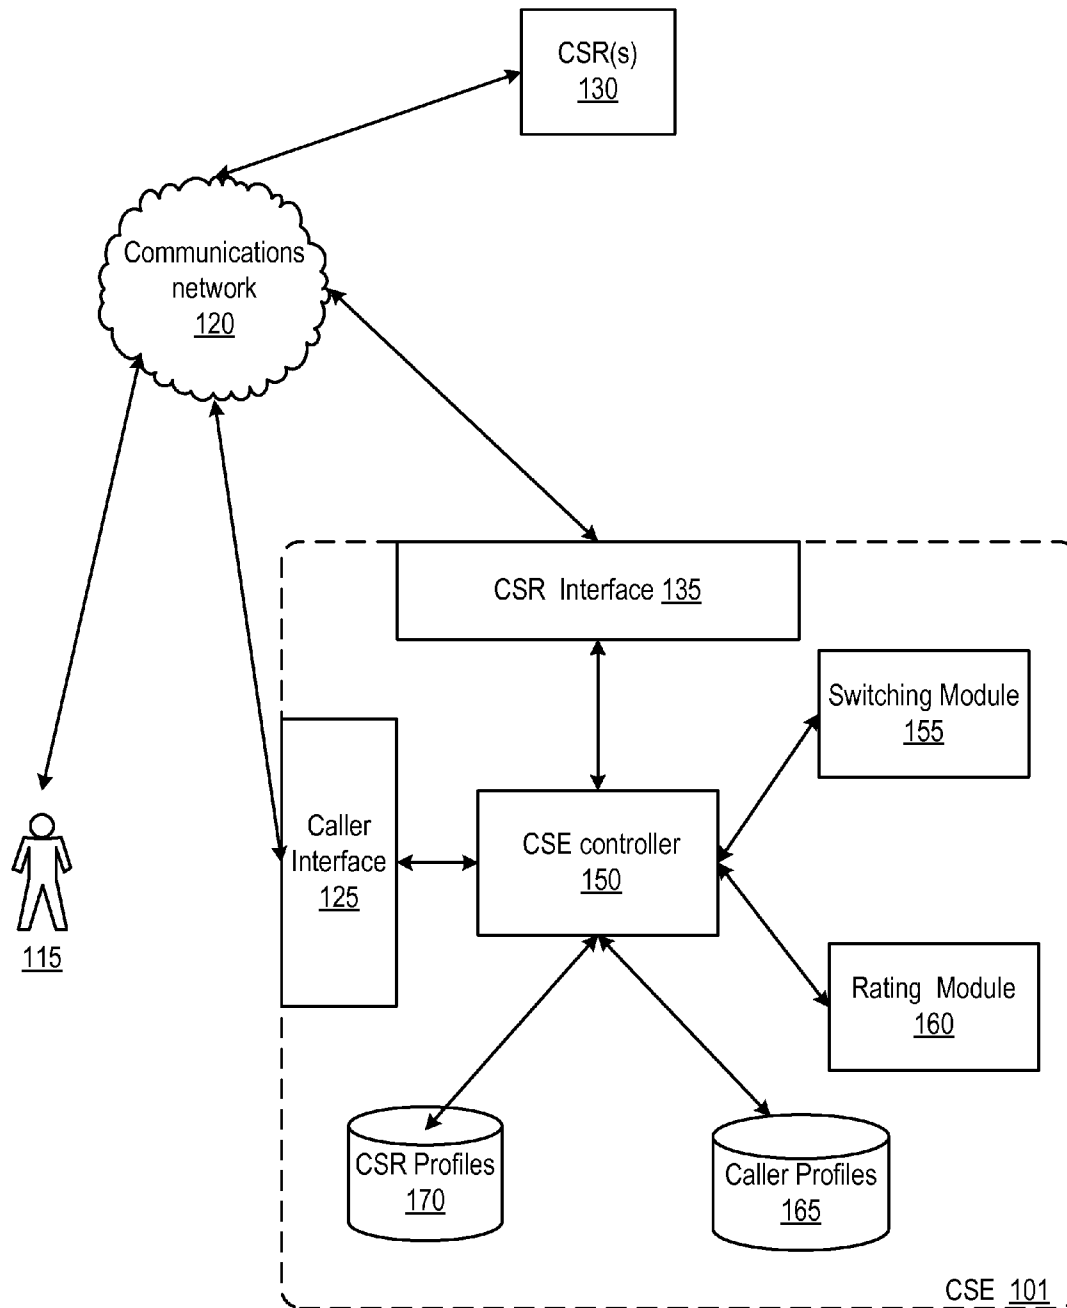 CSR(s)
130
Communications
network
120
CSR Interface 135
Switching Module
155
Caller
Interface
125
CSE controller
150
115
Rating Module
160
CSR Profiles
170
Caller Profiles
165
CSE 101